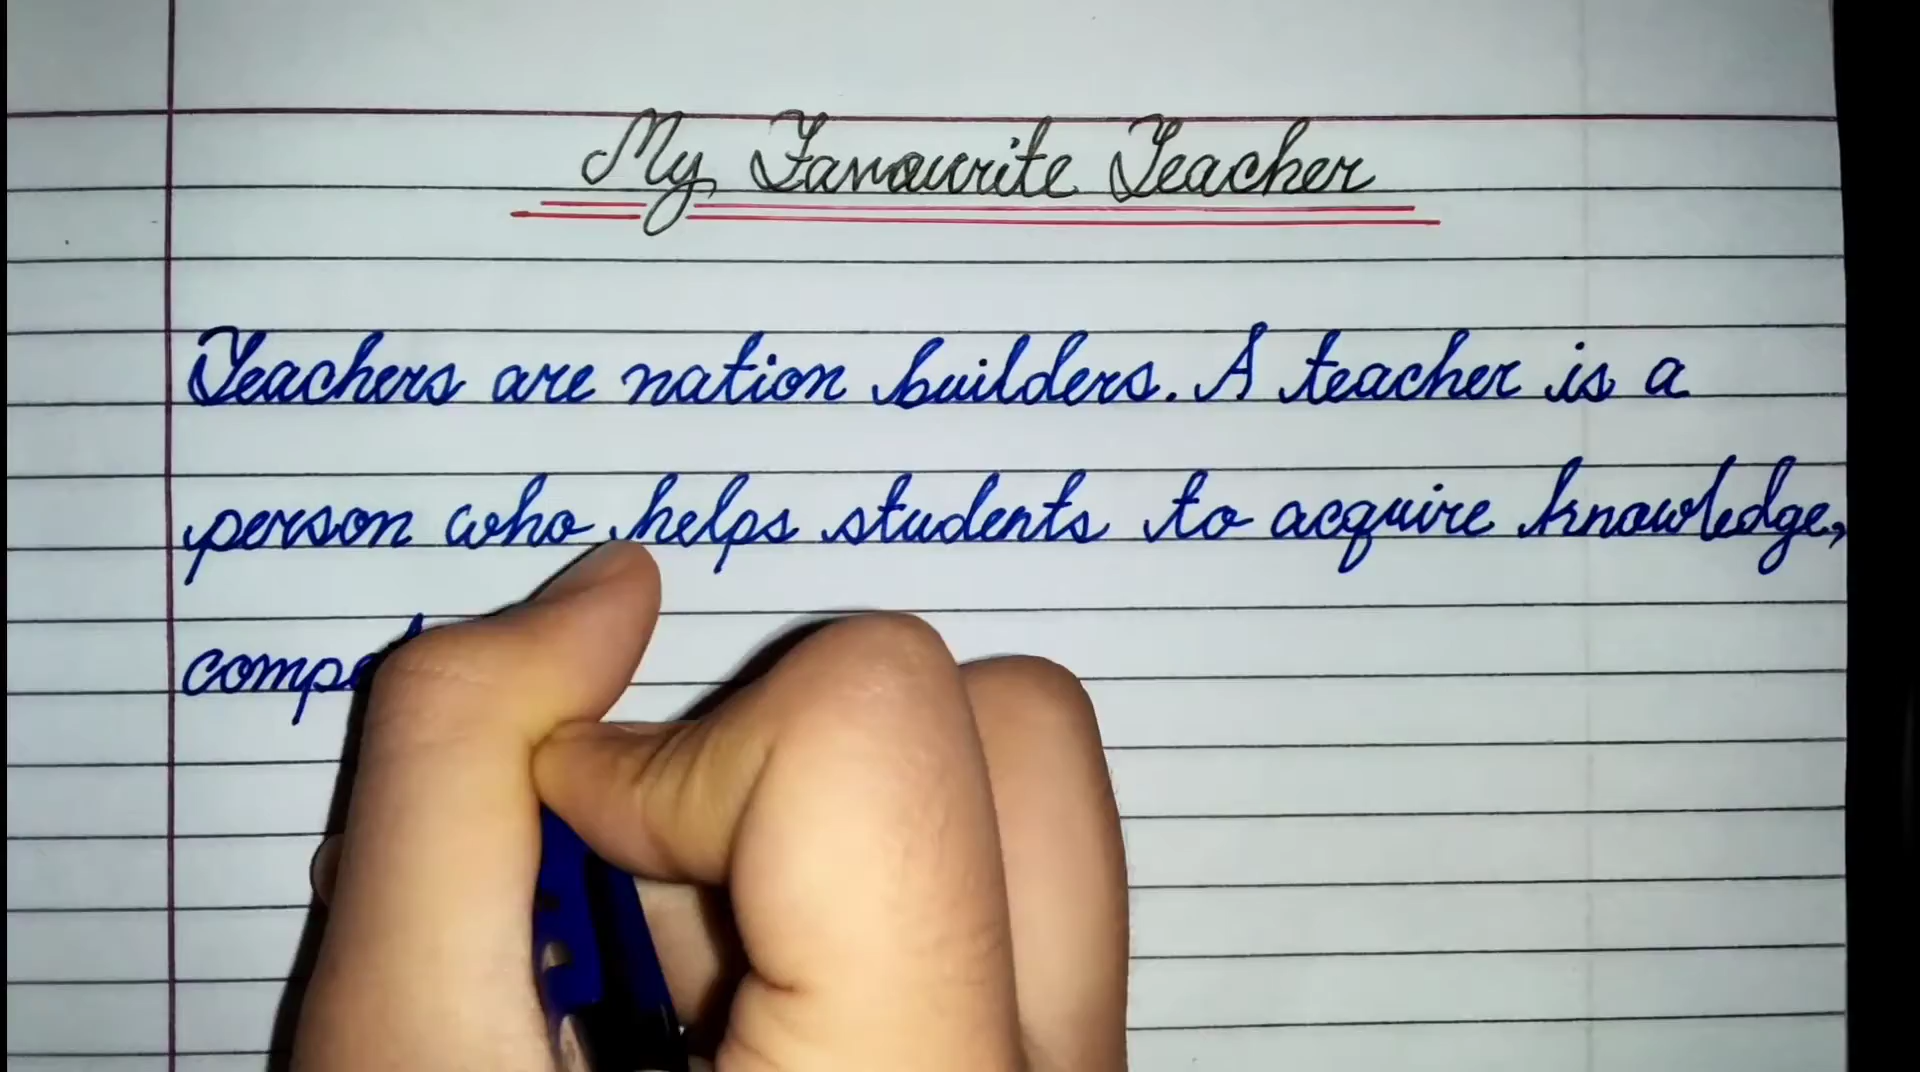 My Favourite Teacher
Teachers are nation builders. A teacher is a
person who helps students to acquire knowledge,